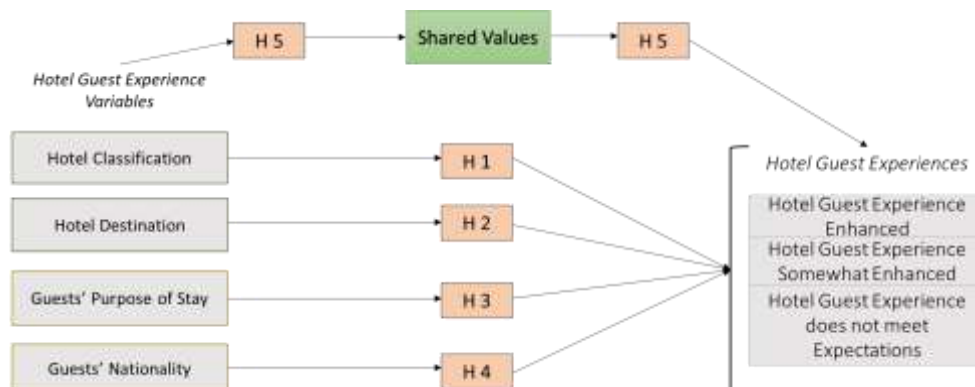 H 5
Shared Values
H 5
Hotel Guest Experience
Variables
Hotel Classification
H 1
Hotel Guest Experiences
Hotel Destination
H 2
Hotel Guest Experience
Enhanced
Hotel Guest Experience
Somewhat Enhanced
Guests' Purpose of Stay
H 3
Hotel Guest Experience
does not meet
Expectations
Guests' Nationality
H 4